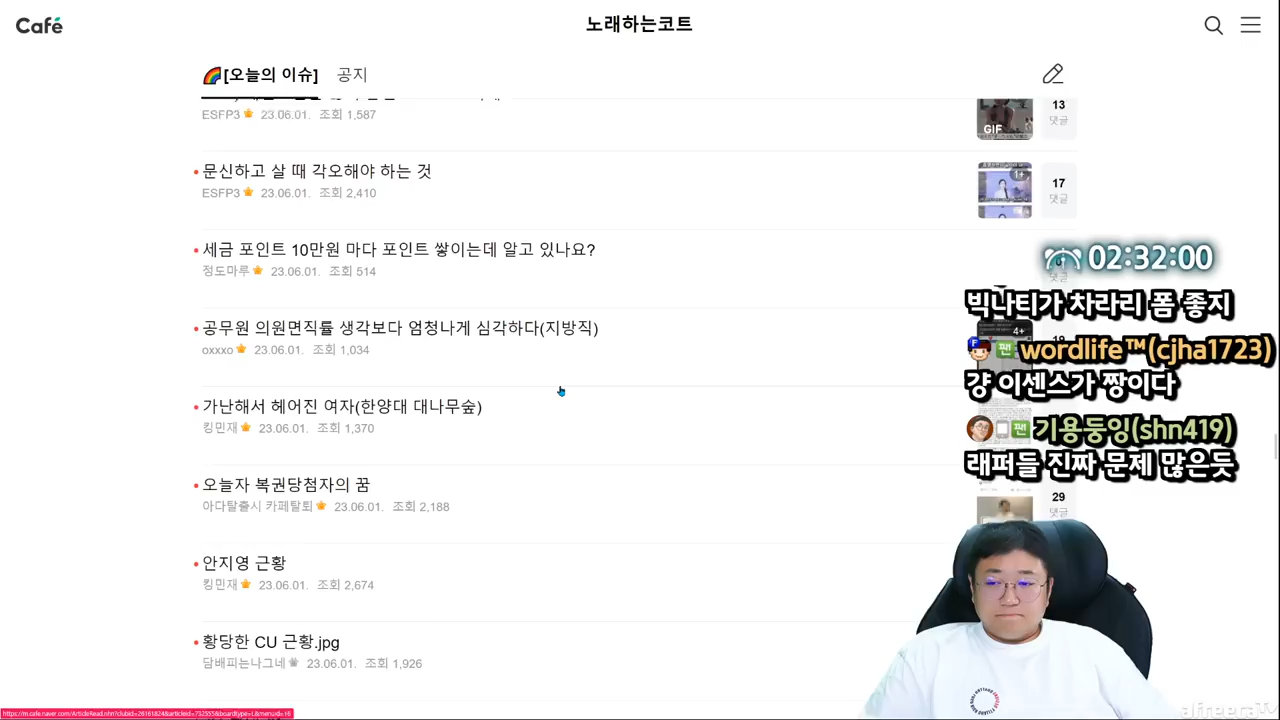 Café
노래하는코트
[오늘의 이슈] 공지
ESFP3 23.06.01. 조회 1,587
GIF
13
댓글
문신하고 살 때 각오해야 하는 것
ESFP3 23.06.01. 조회 2,410
1+
17
댓글
세금 포인트 10만원 마다 포인트 쌓이는데 알고 있나요?
정도마루 23.06.01. 조회 514
댓글
02:32:00
빅나티가 차라리 폼 좋지
공무원 의원면직률 생각보다 엄청나게 심각하다(지방직)
oxxxo 23.06.01. 조회 1,034
4+
wordlife™(cjha1723)
걍 이센스가 짱이다
가난해서 헤어진 여자(한양대 대나무숲)
킹민재 23.06.01. 조회 1,370
팬 기용둥잉(shn419)
래퍼들 진짜 문제 많은듯
오늘자 복권당첨자의 꿈
아다탈출시 카페탈퇴 23.06.01. 조회 2,188
29
댓글
안지영 근황
킹민재 23.06.01. 조회 2,674
황당한 CU 근황.jpg
담배피는나그네 23.06.01. 조회 1,926
afreecaTV